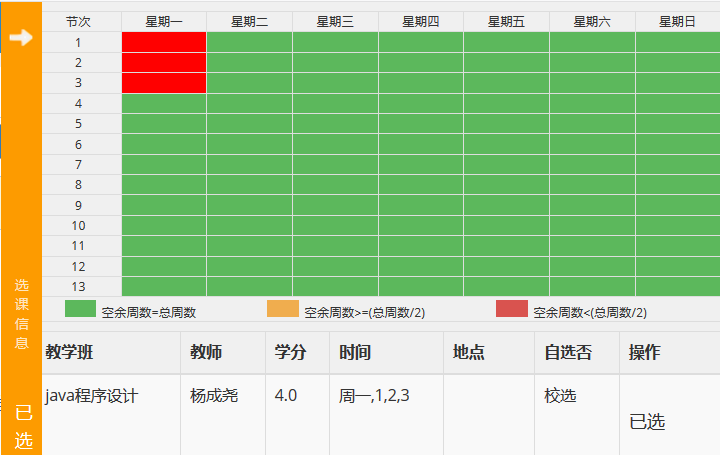 节次 星期一 星期二 星期三 星期四 星期五 星期六 星期日
1
2
3
4
5
6
7
8
9
10
11
12
13
空余周数=总周数 空余周数>=(总周数/2) 空余周数<(总周数/2)
教学班 教师 学分 时间 地点 自选否 操作
java程序设计 杨成尧 4.0 周一,1,2,3 校选 已选
选课信息
已选